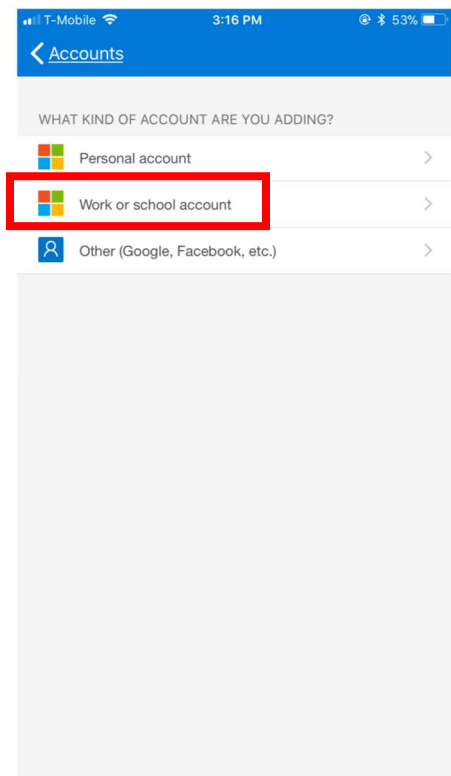 T-Mobile 3:16 PM 53%
Accounts
WHAT KIND OF ACCOUNT ARE YOU ADDING?
Personal account
Work or school account
Other (Google, Facebook, etc.)